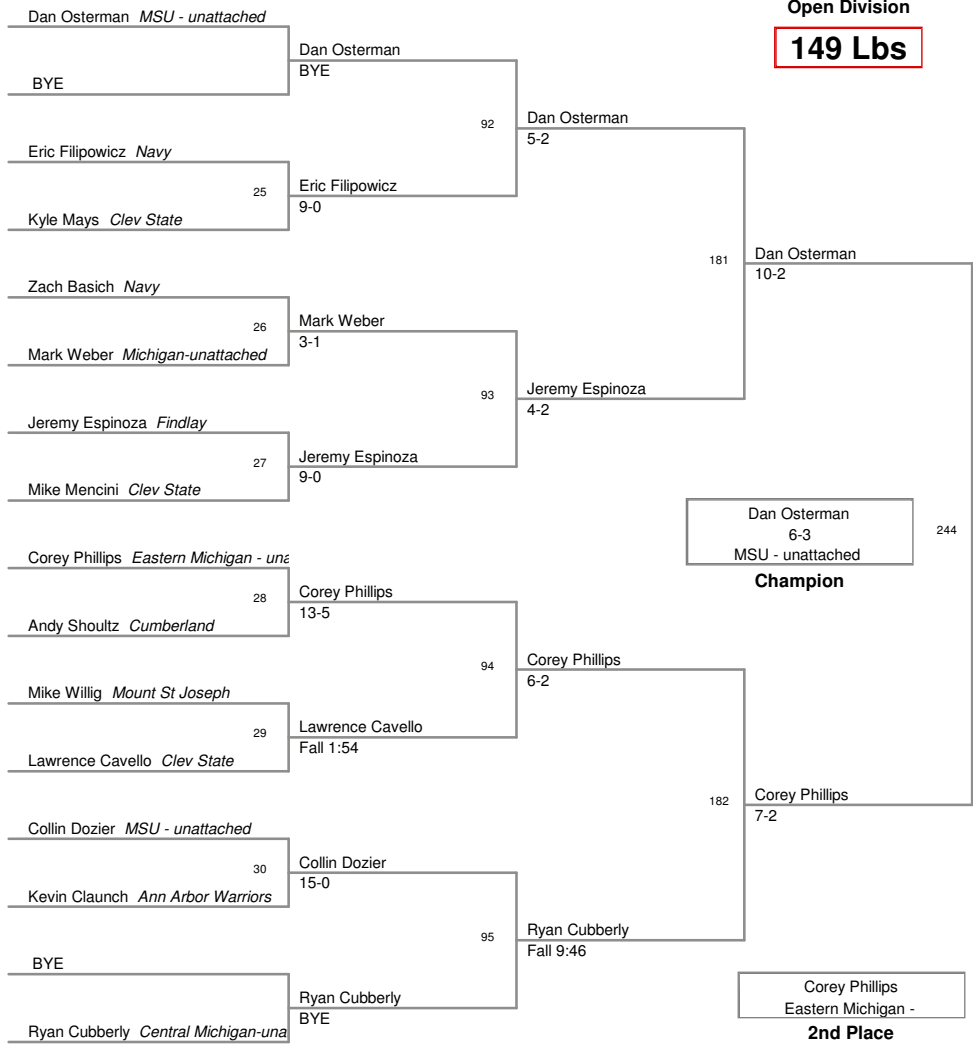 Open Division
149 Lbs
Dan Osterman MSU - unattached
BYE
Eric Filipowicz Navy
25
Kyle Mays Clev State
Zach Basich Navy
26
Mark Weber Michigan-unattached
Jeremy Espinoza Findlay
27
Mike Mencini Clev State
Corey Phillips Eastern Michigan - una
28
Andy Shoultz Cumberland
Mike Willig Mount St Joseph
29
Lawrence Cavello Clev State
Collin Dozier MSU - unattached
30
Kevin Claunch Ann Arbor Warriors
BYE
Ryan Cubberly Central Michigan-una
Dan Osterman
BYE
92
Eric Filipowicz
9-0
Mark Weber
3-1
93
Jeremy Espinoza
9-0
Corey Phillips
13-5
94
Lawrence Cavello
Fall 1:54
Collin Dozier
15-0
95
Ryan Cubberly
BYE
Dan Osterman
5-2
181
Jeremy Espinoza
4-2
Corey Phillips
6-2
182
Ryan Cubberly
Fall 9:46
Dan Osterman
10-2
Corey Phillips
7-2
244
Dan Osterman
6-3
MSU - unattached
Champion
Corey Phillips
Eastern Michigan -
2nd Place